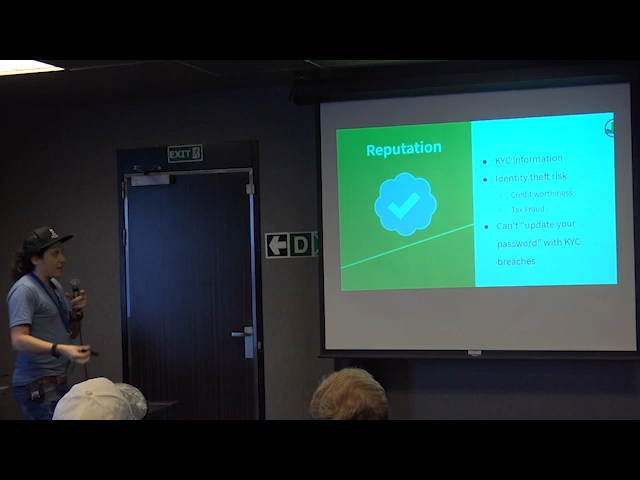 EXIT
D
Reputation
KYC information
Identity theft risk
Credit worthiness
Tax Fraud
Can't "update your
password" with KYC
breaches